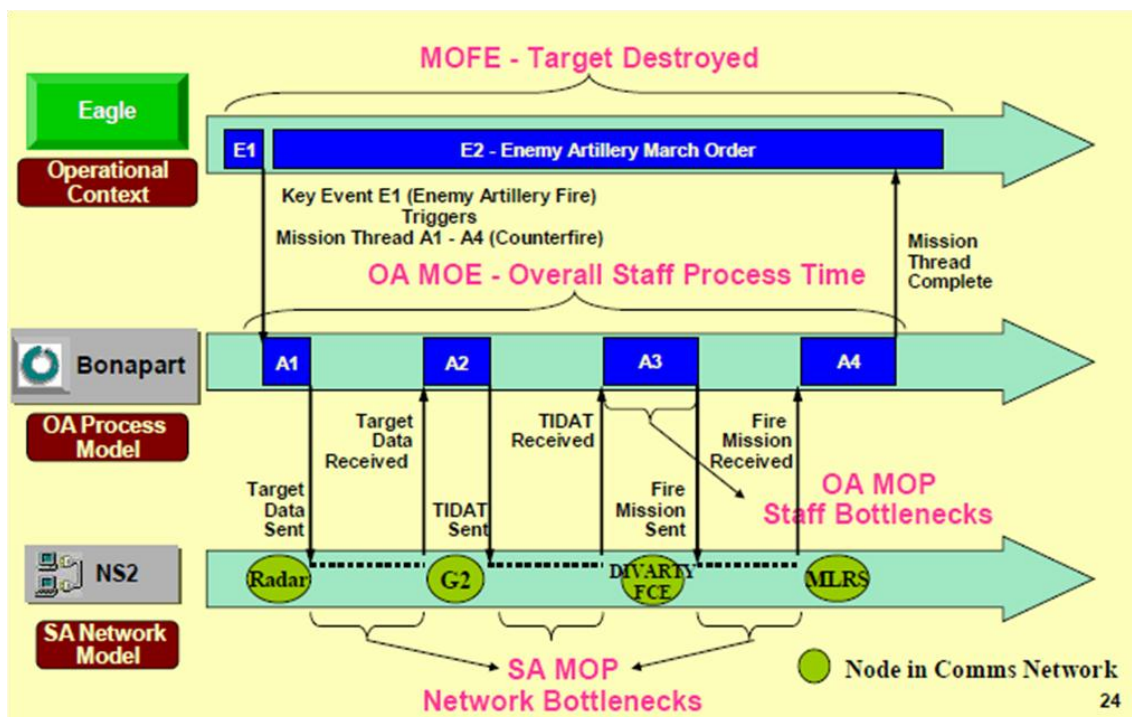 MOFE - Target Destroyed
Eagle
Operational
Context
E1
E2 - Enemy Artillery March Order
Key Event E1 (Enemy Artillery Fire)
Triggers
Mission Thread A1 - A4 (Counterfire)
Mission
Thread
Complete
OA MOE - Overall Staff Process Time
Bonapart
OA Process
Model
A1
A2
A3
A4
Target
Data
Received
TIDAT
Received
Fire
Mission
Received
Target
Data
Sent
TIDAT
Sent
Fire
Mission
Sent
OA MOP
Staff Bottlenecks
NS2
SA Network
Model
Radar
G2
DIVARTY
FCE
MLRS
SA MOP
Network Bottlenecks
Node in Comms Network
24